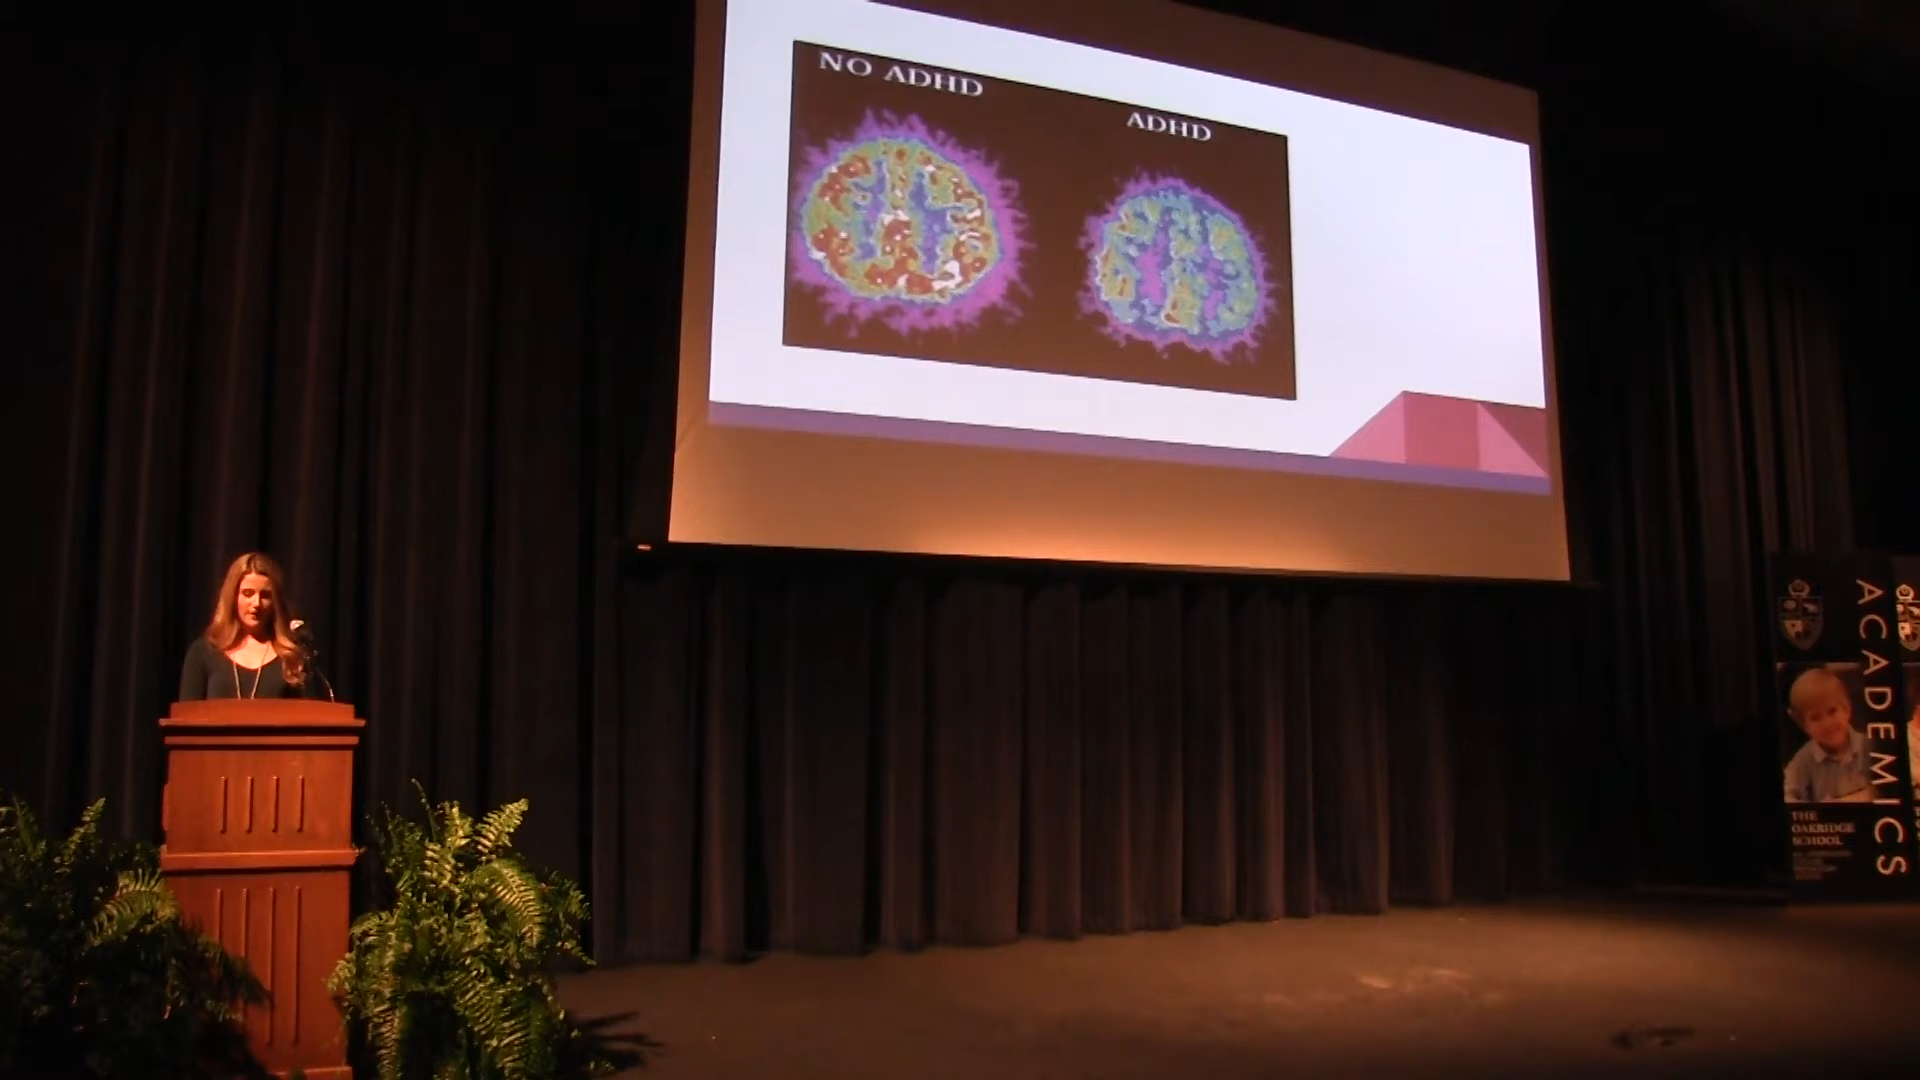 NO ADHD
ADHD
ACADEMICS
THE
OAKRIDGE
SCHOOL